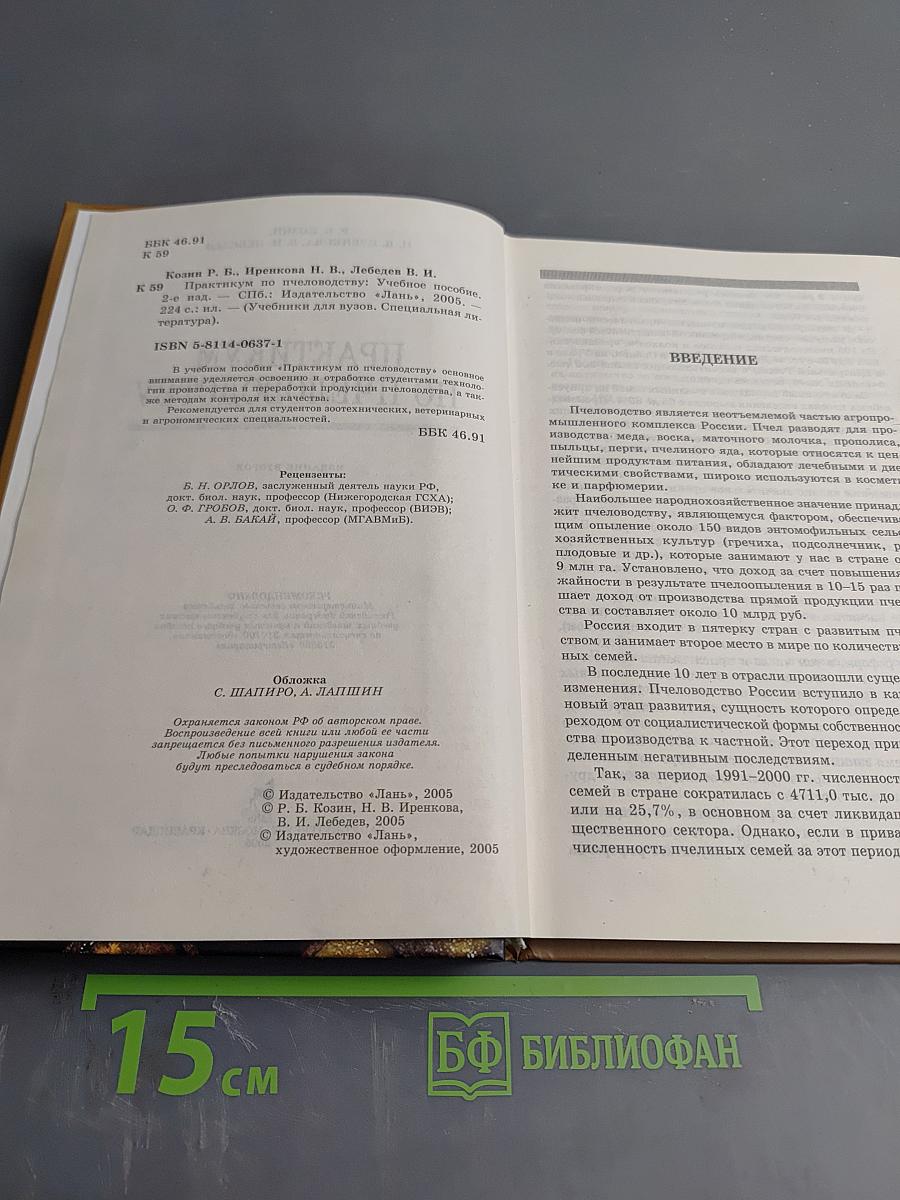 ББК 46.91
К 59
Козин Р. Б., Иренкова Н. В., Лебедев В. И.
К 59 Практикум по пчеловодству: Учебное пособие.
2-е изд. — СПб.: Издательство «Лань», 2005. —
224 с.: ил. — (Учебники для вузов. Специальная ли-
тература).
ISBN 5-8114-0637-1
В учебном пособии «Практикум по пчеловодству» основное
внимание уделяется освоению и отработке студентами техноло-
гии производства и переработки продукции пчеловодства, а так-
же методам контроля их качества.
Рекомендуется для студентов зоотехнических, ветеринарных
и агрономических специальностей.
ББК 46.91
Рецензенты:
Б. Н. ОРЛОВ, заслуженный деятель науки РФ,
докт. биол. наук, профессор (Нижегородская ГСХА);
О. Ф. ГРОБОВ, докт. биол. наук, профессор (ВИЭВ);
А. В. БАКАЙ, профессор (МГАВМиБ).
Обложка
С. ШАПИРО, А. ЛАПШИН
Охраняется законом РФ об авторском праве.
Воспроизведение всей книги или любой ее части
запрещается без письменного разрешения издателя.
Любые попытки нарушения закона
будут преследоваться в судебном порядке.
© Издательство «Лань», 2005
© Р. Б. Козин, Н. В. Иренкова,
В. И. Лебедев, 2005
© Издательство «Лань»,
художественное оформление, 2005
ВВЕДЕНИЕ
Пчеловодство является неотъемлемой частью агропро-
мышленного комплекса России. Пчел разводят для про-
изводства меда, воска, маточного молочка, прополиса,
пыльцы, перги, пчелиного яда, которые относятся к цен
нейшим продуктам питания, обладают лечебными и дие
тическими свойствами, широко используются в космети
ке и парфюмерии.
Наибольшее народнохозяйственное значение принад
жит пчеловодству, являющемуся фактором, обеспечива
щим опыление около 150 видов энтомофильных сель
хозяйственных культур (гречиха, подсолнечник, р
плодовые и др.), которые занимают у нас в стране о
9 млн га. Установлено, что доход за счет повышения
жайности в результате пчелоопыления в 10–15 раз п
шает доход от производства прямой продукции пче
ства и составляет около 10 млрд руб.
Россия входит в пятерку стран с развитым пч
ством и занимает второе место в мире по количеств
ных семей.
В последние 10 лет в отрасли произошли суще
изменения. Пчеловодство России вступило в ка
новый этап развития, сущность которого опреде
реходом от социалистической формы собственнос
ства производства к частной. Этот переход при
деленным негативным последствиям.
Так, за период 1991–2000 гг. численност
семей в стране сократилась с 4711,0 тыс. до
или на 25,7%, в основном за счет ликвидац
щественного сектора. Однако, если в прива
численность пчелиных семей за этот период
15 см
БФ БИБЛИОФАН